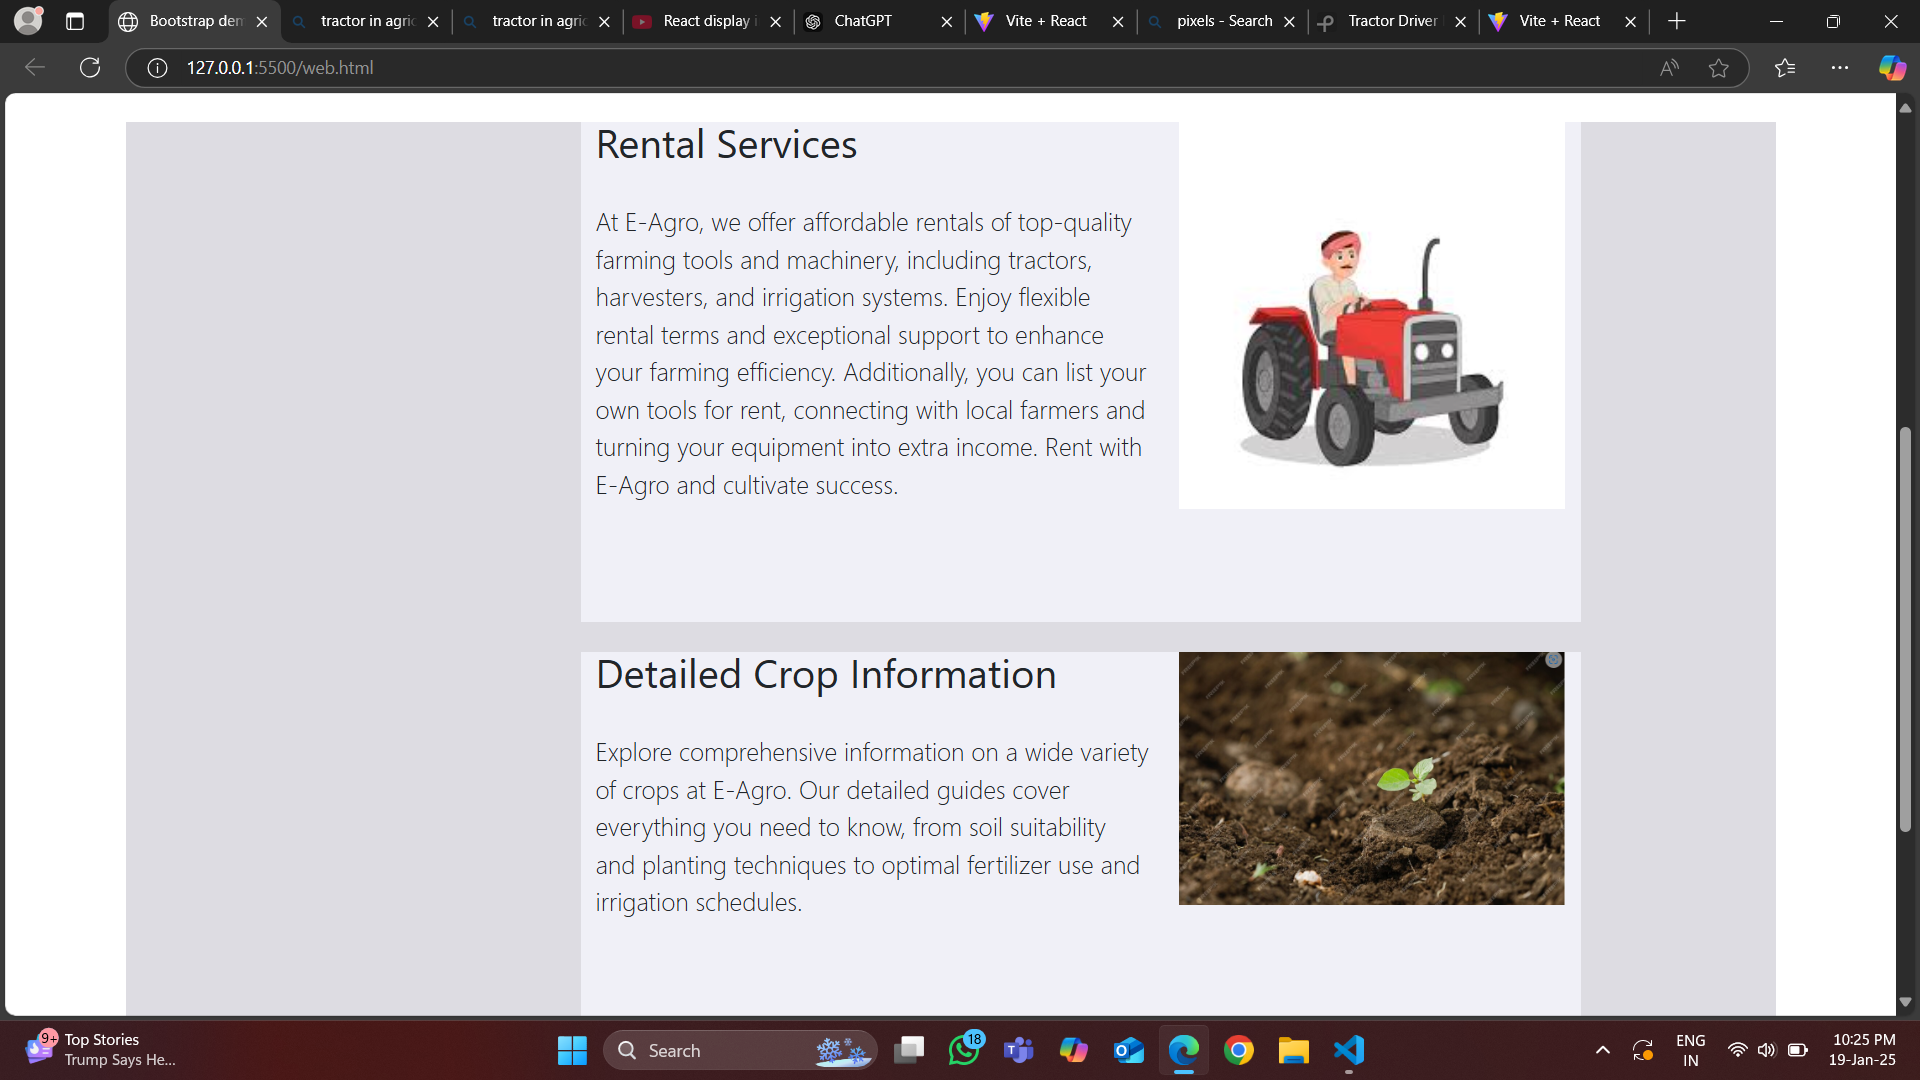 Bootstrap den
tractor in agric
tractor in agric
React display i
ChatGPT
Vite + React
pixels - Search
Tractor Driver
Vite + React
127.0.0.1:5500/web.html
Rental Services
At E-Agro, we offer affordable rentals of top-quality
farming tools and machinery, including tractors,
harvesters, and irrigation systems. Enjoy flexible
rental terms and exceptional support to enhance
your farming efficiency. Additionally, you can list your
own tools for rent, connecting with local farmers and
turning your equipment into extra income. Rent with
E-Agro and cultivate success.
Detailed Crop Information
Explore comprehensive information on a wide variety
of crops at E-Agro. Our detailed guides cover
everything you need to know, from soil suitability
and planting techniques to optimal fertilizer use and
irrigation schedules.
9+
Top Stories
Trump Says He...
Search
18
ENG
IN
10:25 PM
19-Jan-25